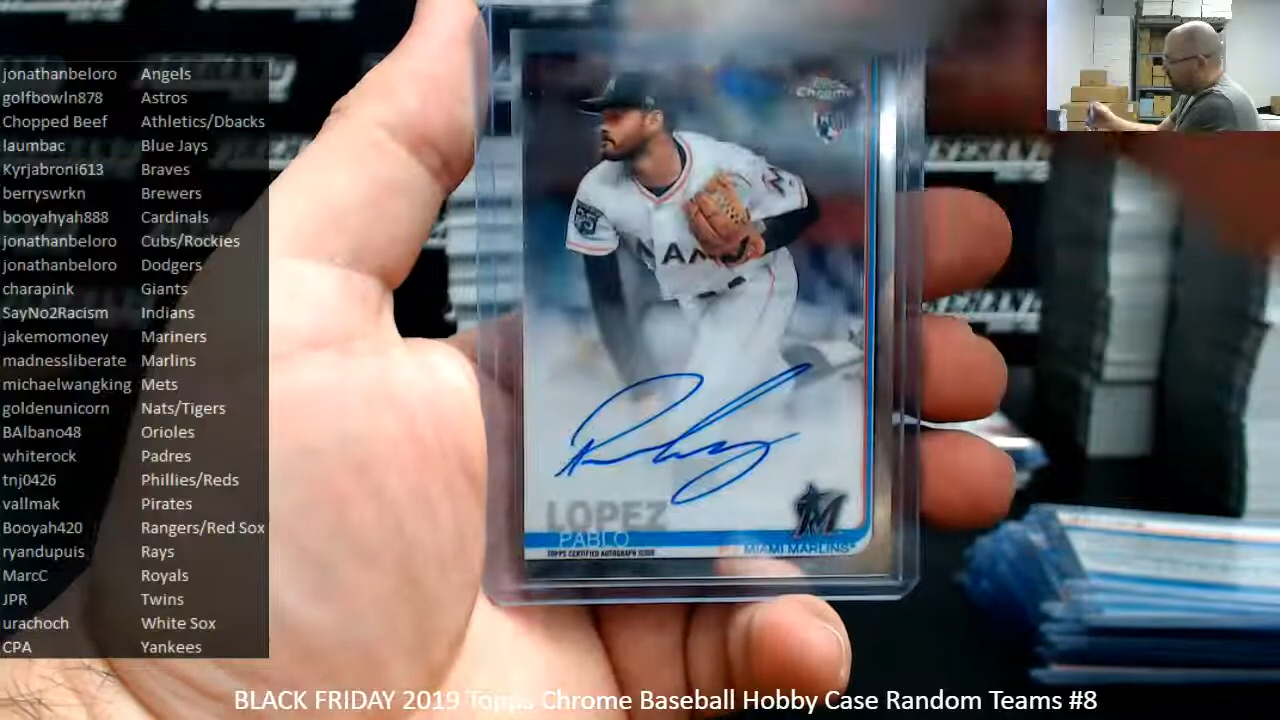 jonathanbeloro Angels
golfbowln878 Astros
Chopped Beef Athletics/Dbacks
laumbac Blue Jays
Kyrjabroni613 Braves
berryswrkn Brewers
booyahyah888 Cardinals
jonathanbeloro Cubs/Rockies
jonathanbeloro Dodgers
charapink Giants
SayNo2Racism Indians
jakemomoney Mariners
madnessliberate Marlins
michaelwangking Mets
goldenunicorn Nats/Tigers
BAlbano48 Orioles
whiterock Padres
tnj0426 Phillies/Reds
vallmak Pirates
Booyah420 Rangers/Red Sox
ryandupuis Rays
MarcC Royals
JPR Twins
urachoch White Sox
CPA Yankees
Chrome
LOPEZ
PABLO
TOPPS CERTIFIED AUTOGRAPH ISSUE
MIAMI MARLINS
BLACK FRIDAY 2019 Topps Chrome Baseball Hobby Case Random Teams #8